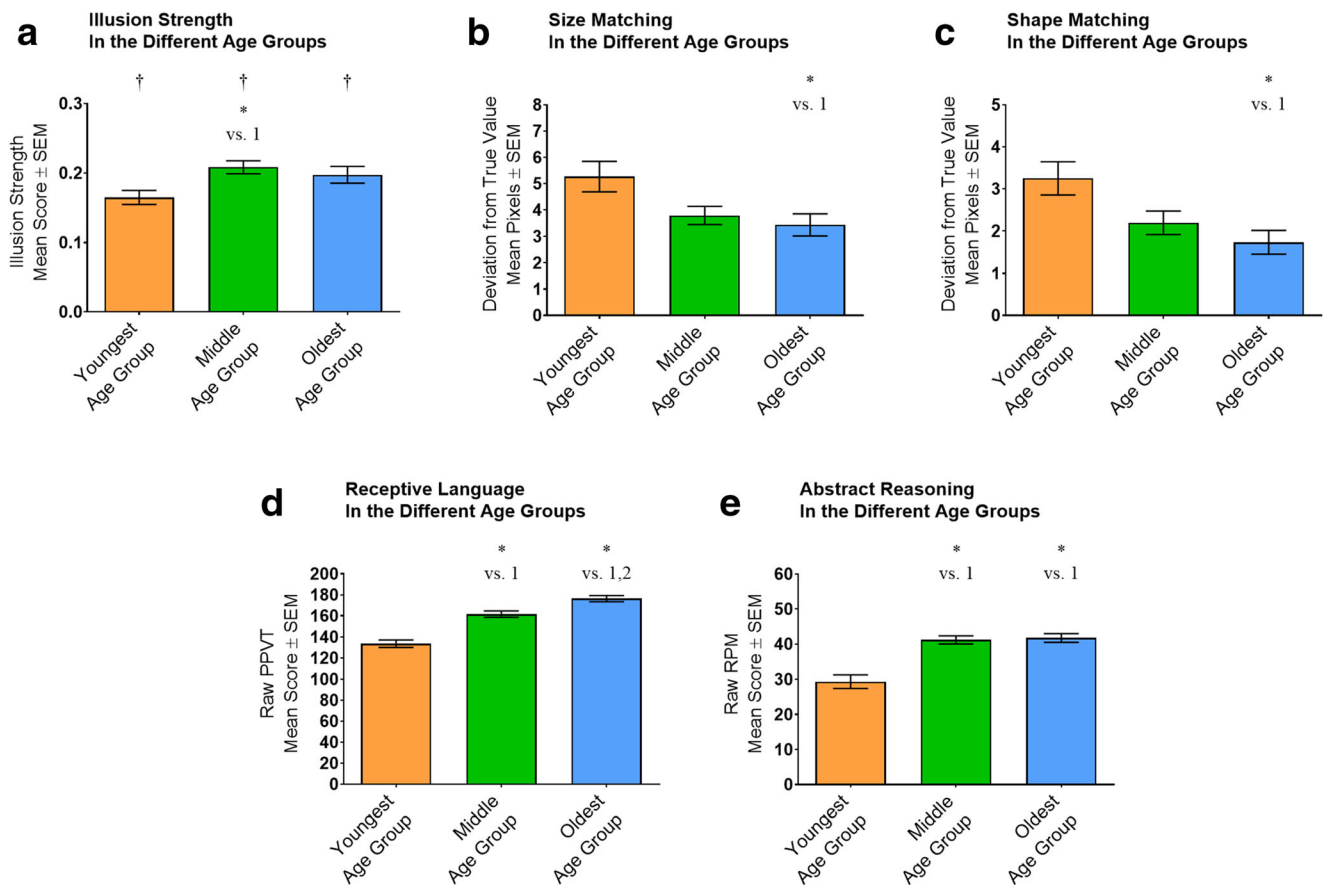 a
Illusion Strength
In the Different Age Groups
† † †
*
vs. 1
Illusion Strength
Mean Score ± SEM
0.3
0.2
0.1
0.0
Youngest
Age Group
Middle
Age Group
Oldest
Age Group
b
Size Matching
In the Different Age Groups
*
vs. 1
Deviation from True Value
Mean Pixels ± SEM
8
7
6
5
4
3
2
1
0
Youngest
Age Group
Middle
Age Group
Oldest
Age Group
c
Shape Matching
In the Different Age Groups
*
vs. 1
Deviation from True Value
Mean Pixels ± SEM
5
4
3
2
1
0
Youngest
Age Group
Middle
Age Group
Oldest
Age Group
d
Receptive Language
In the Different Age Groups
* *
vs. 1 vs. 1,2
Raw PPVT
Mean Score ± SEM
200
180
160
140
120
100
80
60
40
20
0
Youngest
Age Group
Middle
Age Group
Oldest
Age Group
e
Abstract Reasoning
In the Different Age Groups
* *
vs. 1 vs. 1
Raw RPM
Mean Score ± SEM
60
50
40
30
20
10
0
Youngest
Age Group
Middle
Age Group
Oldest
Age Group